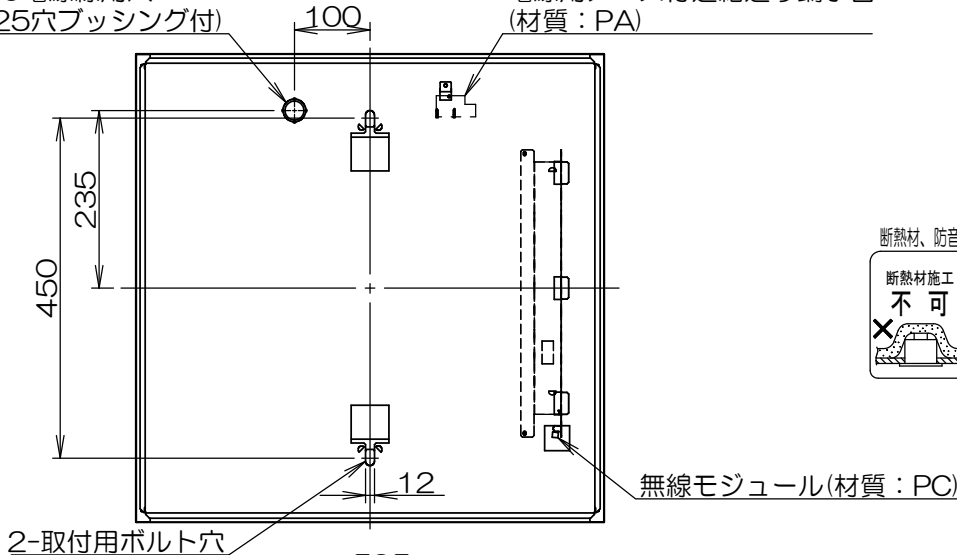 25穴ブッシング付)
100
(材質：PA)
235
450
断熱材、防音
断熱材施工
不可
12
無線モジュール(材質：PC)
2-取付用ボルト穴